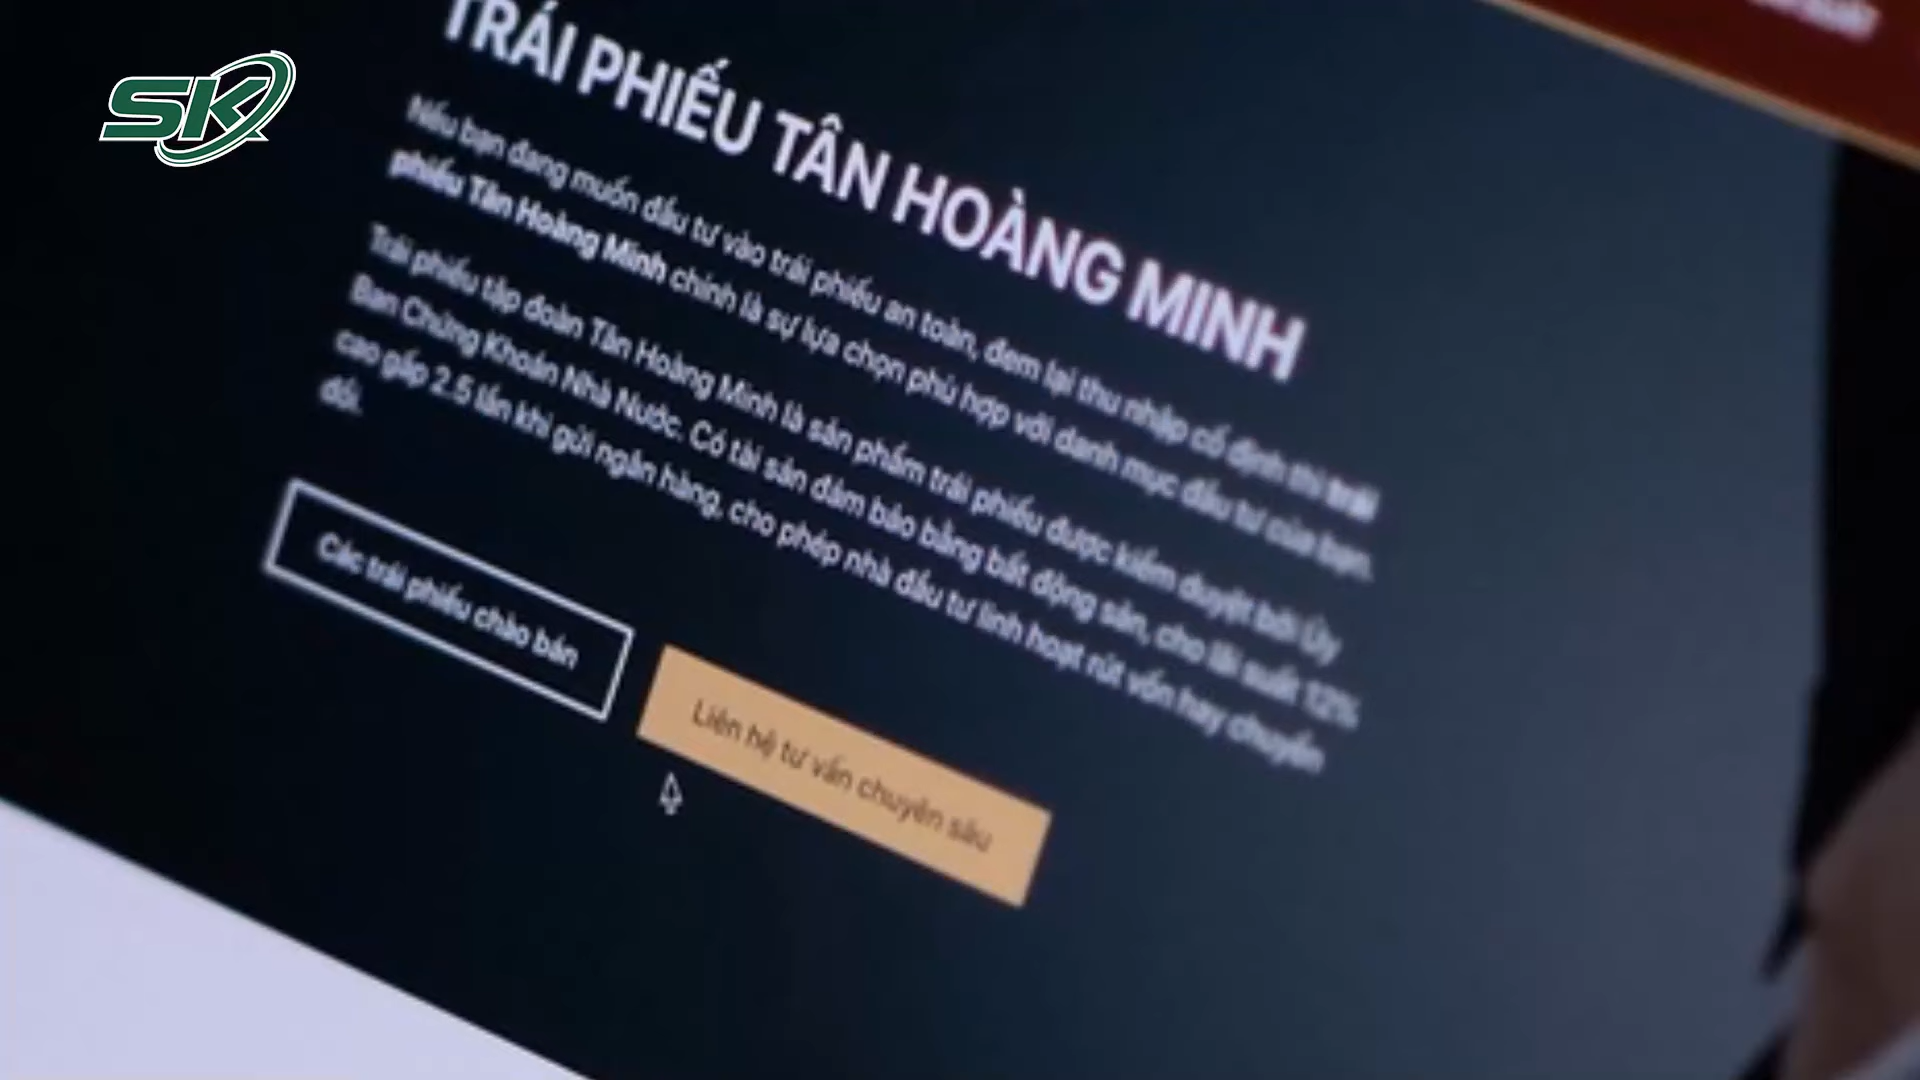 SK
TRÁI PHIẾU TÂN HOÀNG MINH
Nếu bạn đang muốn đầu tư vào trái phiếu an toàn, đem lại thu nhập cố định thì trái
phiếu Tân Hoàng Minh chính là sự lựa chọn phù hợp với danh mục đầu tư của bạn.
Trái phiếu tập đoàn Tân Hoàng Minh là sản phẩm trái phiếu được kiểm duyệt bởi Ủy
Ban Chứng Khoán Nhà Nước. Có tài sản đảm bảo bằng bất động sản, cho lãi suất 12%
cao gấp 2.5 lần khi gửi ngân hàng, cho phép nhà đầu tư linh hoạt rút vốn hay chuyển
đổi.
Các trái phiếu chào bán
Liên hệ tư vấn chuyên sâu